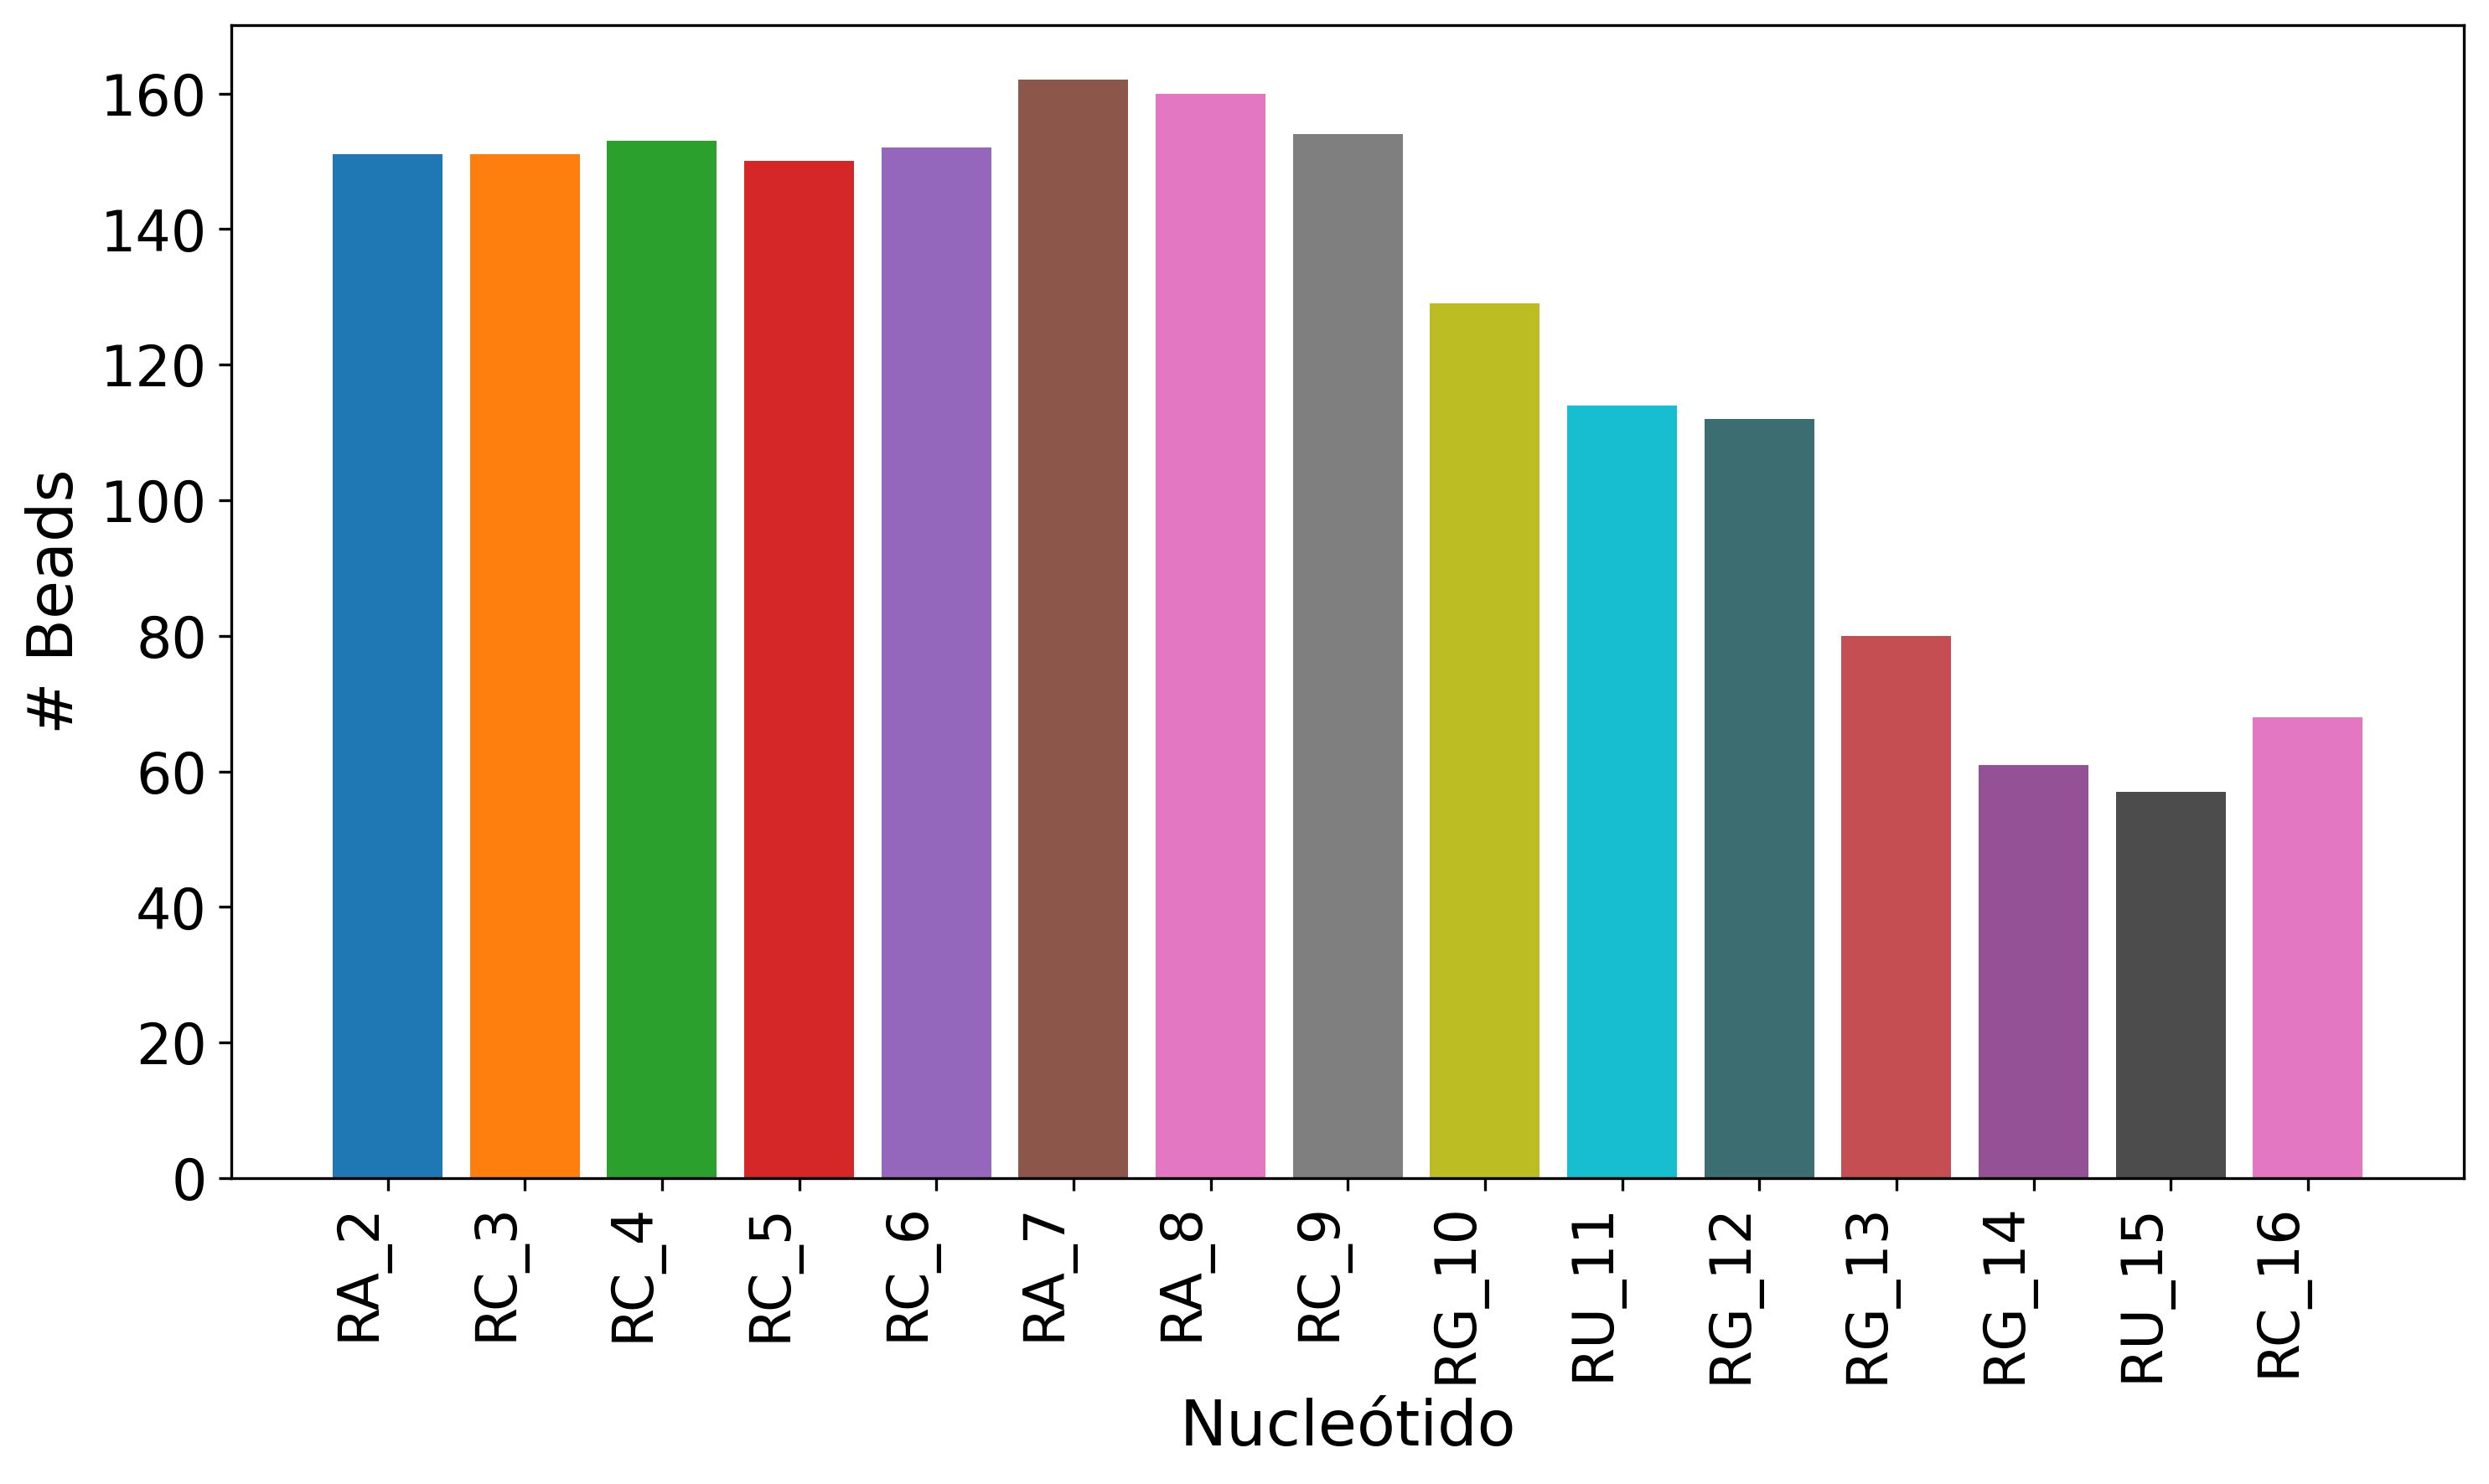 160
140
120
100
80
60
40
20
0
# Beads
RA_2
RC_3
RC_4
RC_5
RC_6
RA_7
RA_8
RC_9
RG_10
RU_11
RG_12
RG_13
RG_14
RU_15
RC_16
Nucleótido